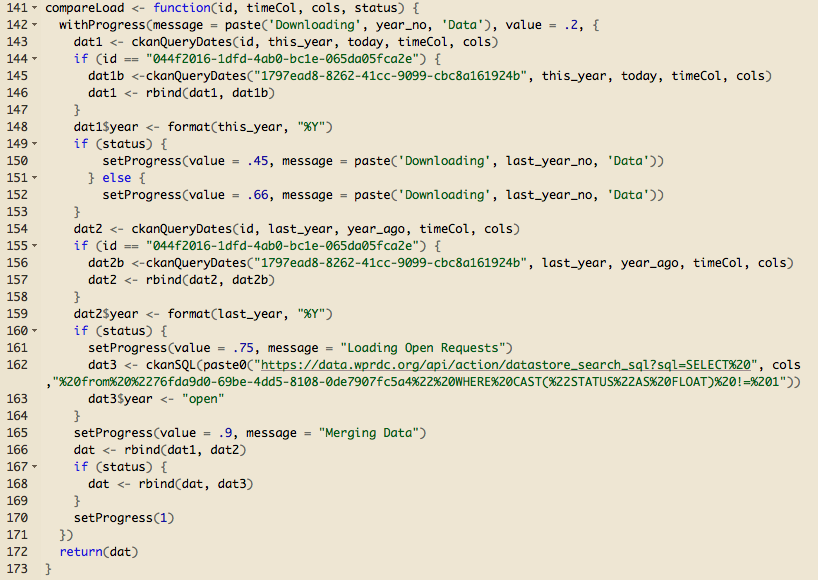 141 compareLoad <- function(id, timeCol, cols, status) {
142 withProgress(message = paste('Downloading', year_no, 'Data'), value = .2, {
143 dat1 <- ckanQueryDates(id, this_year, today, timeCol, cols)
144 if (id == "044f2016-1dfd-4ab0-bc1e-065da05fca2e") {
145 dat1b <-ckanQueryDates("1797ead8-8262-41cc-9099-cbc8a161924b", this_year, today, timeCol, cols)
146 dat1 <- rbind(dat1, dat1b)
147 }
148 dat1$year <- format(this_year, "%Y")
149 if (status) {
150 setProgress(value = .45, message = paste('Downloading', last_year_no, 'Data'))
151 } else {
152 setProgress(value = .66, message = paste('Downloading', last_year_no, 'Data'))
153 }
154 dat2 <- ckanQueryDates(id, last_year, year_ago, timeCol, cols)
155 if (id == "044f2016-1dfd-4ab0-bc1e-065da05fca2e") {
156 dat2b <-ckanQueryDates("1797ead8-8262-41cc-9099-cbc8a161924b", last_year, year_ago, timeCol, cols)
157 dat2 <- rbind(dat2, dat2b)
158 }
159 dat2$year <- format(last_year, "%Y")
160 if (status) {
161 setProgress(value = .75, message = "Loading Open Requests")
162 dat3 <- ckanSQL(paste0("https://data.wprdc.org/api/action/datastore_search_sql?sql=SELECT%20", cols
,"%20from%20%2276fda9d0-69be-4dd5-8108-0de7907fc5a4%22%20WHERE%20CAST(%22STATUS%22AS%20FLOAT)%20!=%201"))
163 dat3$year <- "open"
164 }
165 setProgress(value = .9, message = "Merging Data")
166 dat <- rbind(dat1, dat2)
167 if (status) {
168 dat <- rbind(dat, dat3)
169 }
170 setProgress(1)
171 })
172 return(dat)
173 }